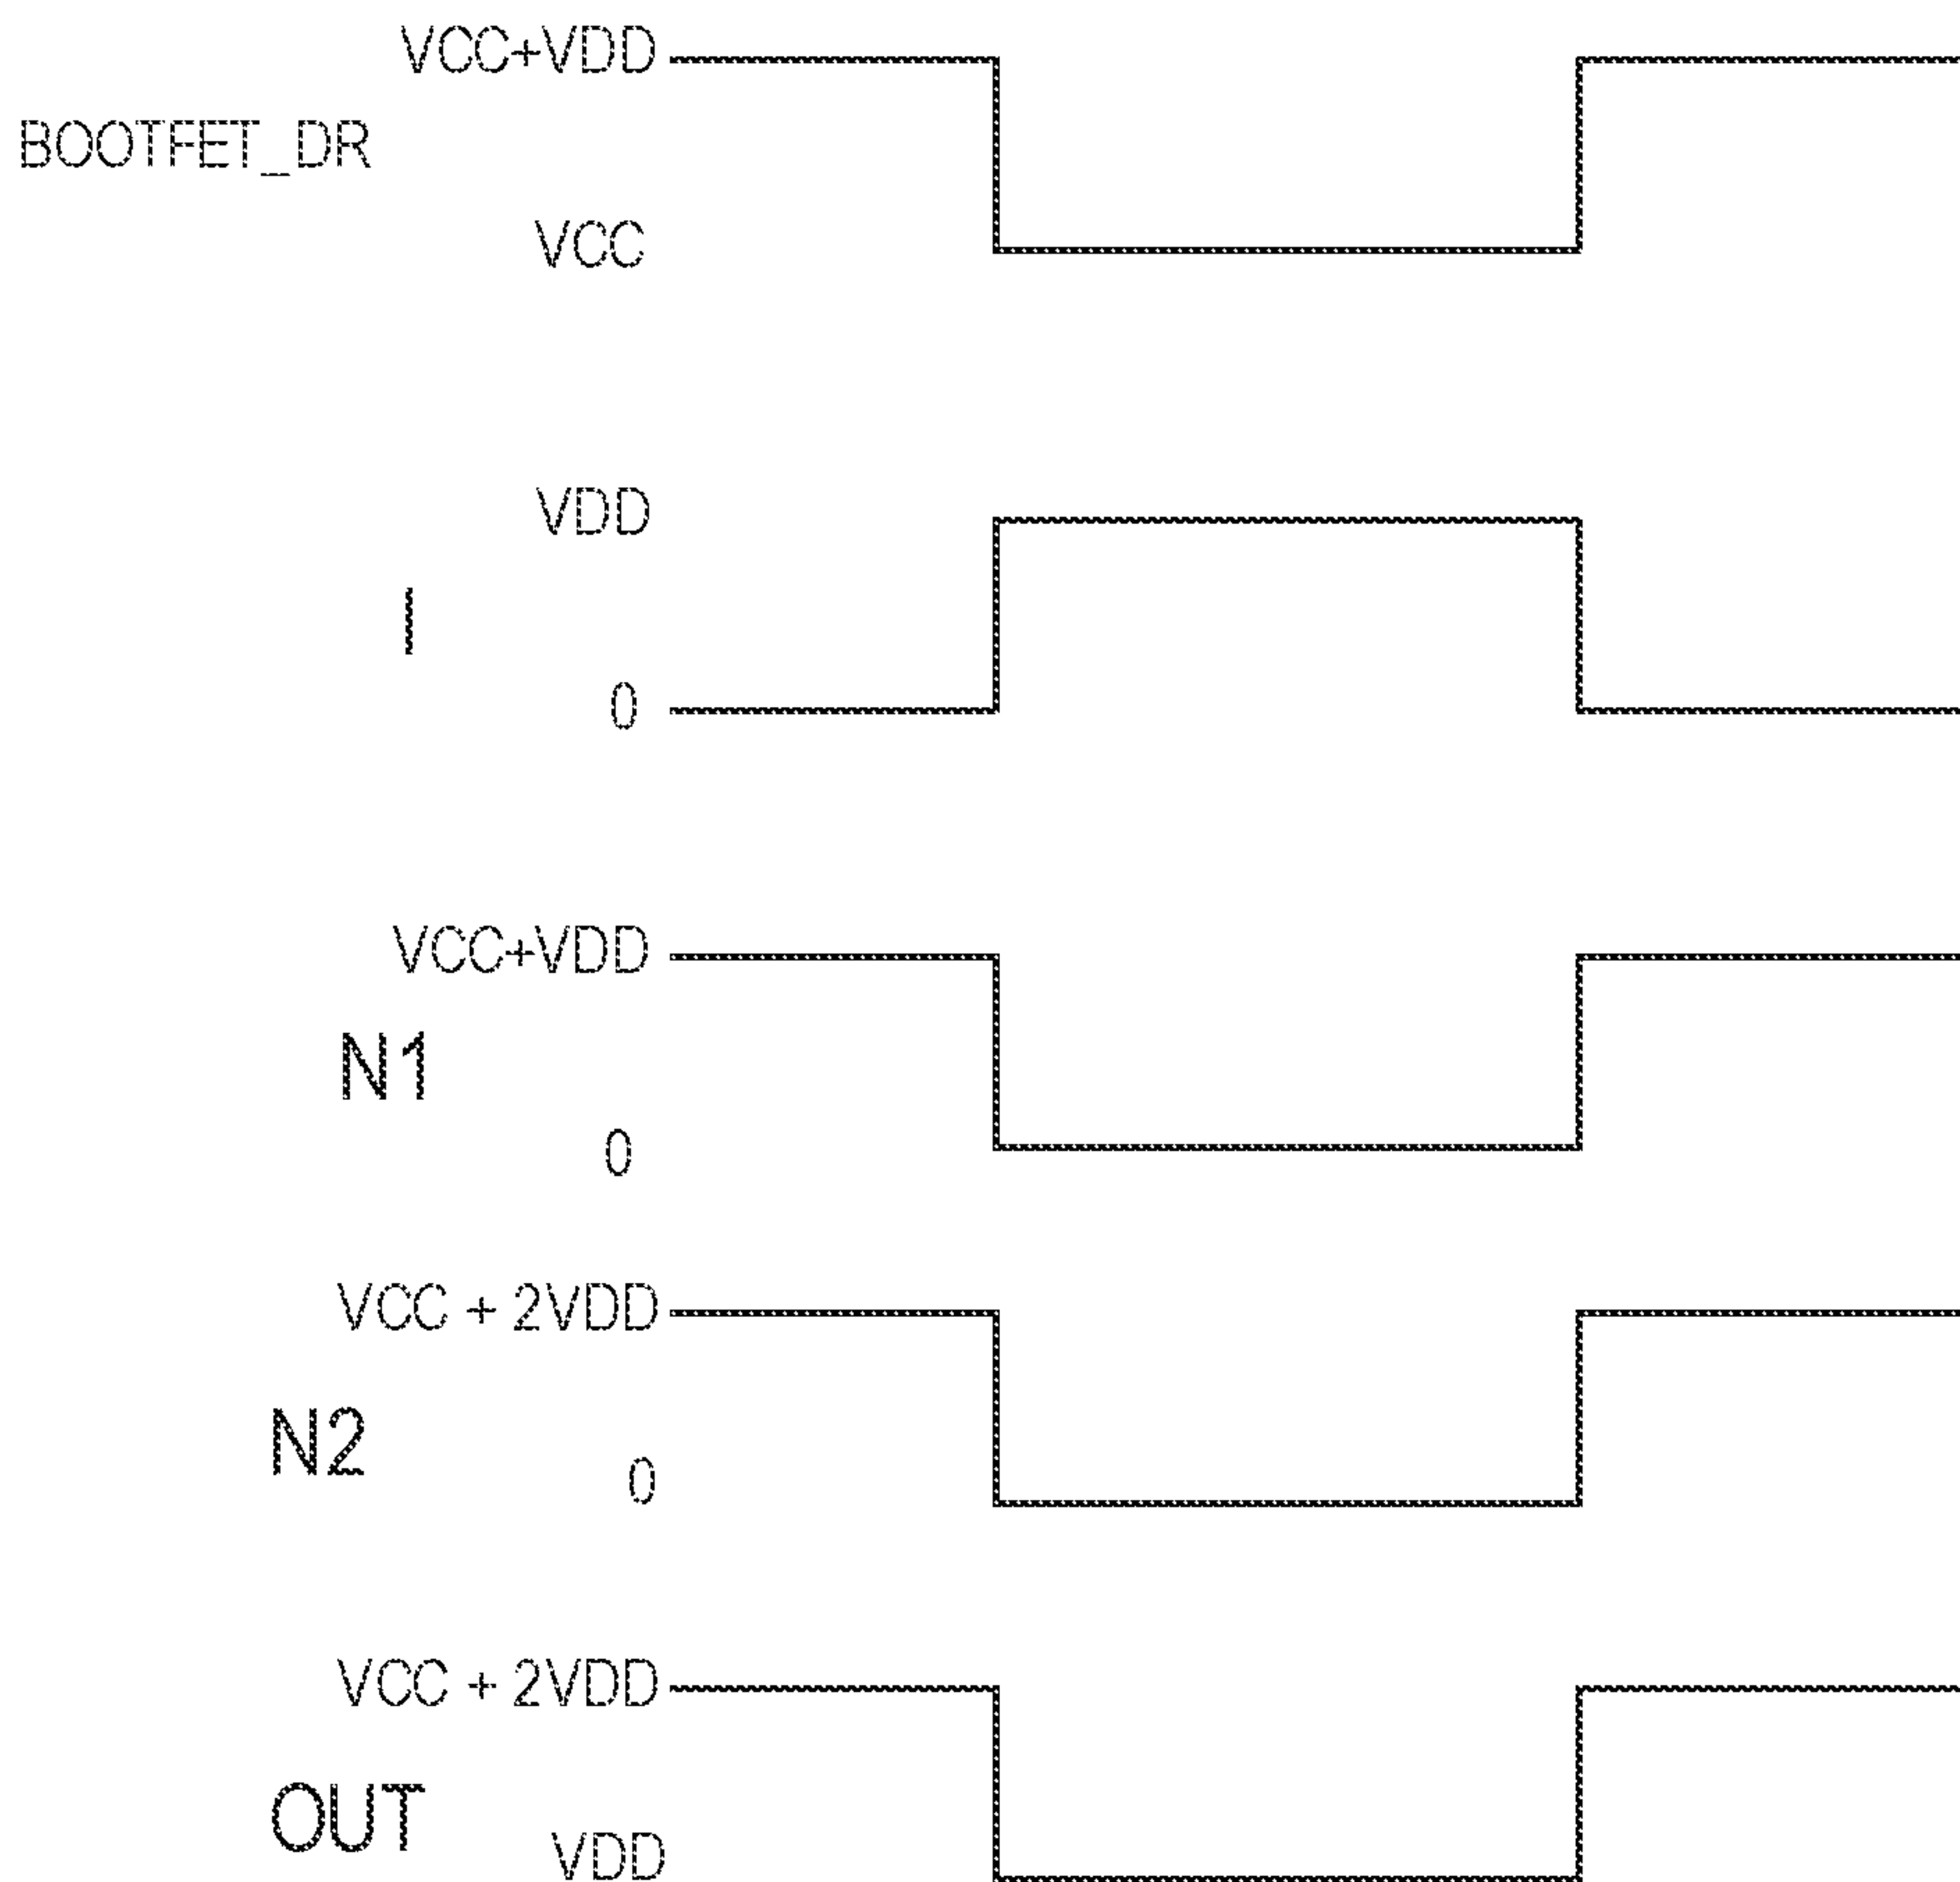 VCC+VDD
BOOTFET_DR
VCC
VDD
I
0
VCC+VDD
N1
0
VCC + 2VDD
N2
0
VCC + 2VDD
OUT
VDD